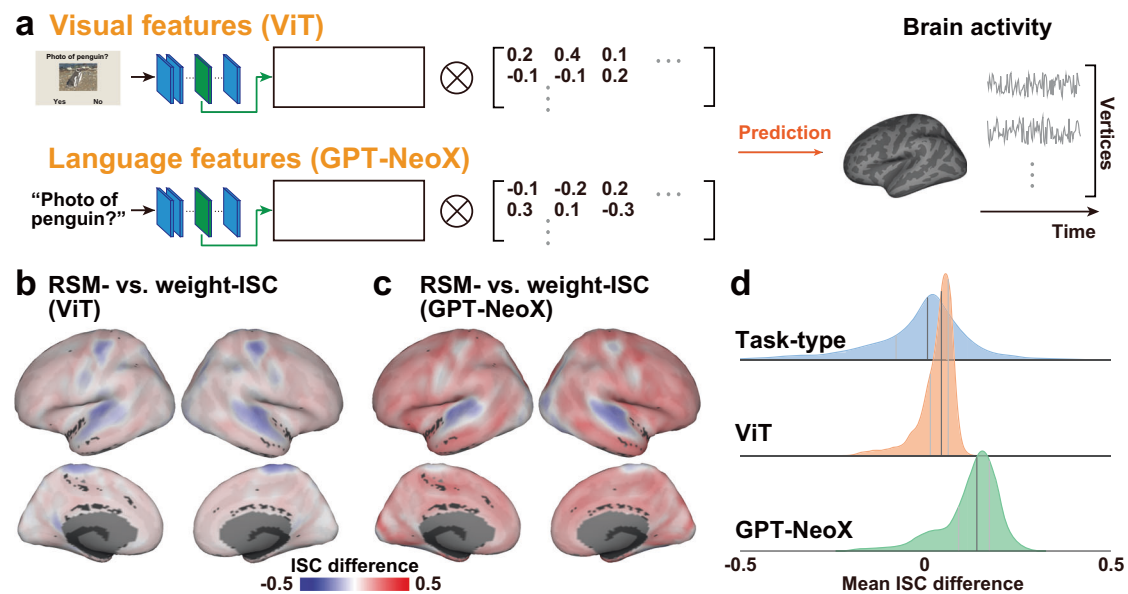 a Visual features (ViT)
Photo of penguin?
Yes No
0.2 0.4 0.1 ...
-0.1 -0.1 0.2
Language features (GPT-NeoX)
“Photo of
penguin?”
-0.1 -0.2 0.2 ...
0.3 0.1 -0.3
Brain activity
Prediction
Vertices
Time
b RSM- vs. weight-ISC
(ViT)
c RSM- vs. weight-ISC
(GPT-NeoX)
ISC difference
-0.5 0.5
d
Task-type
ViT
GPT-NeoX
-0.5 0 0.5
Mean ISC difference